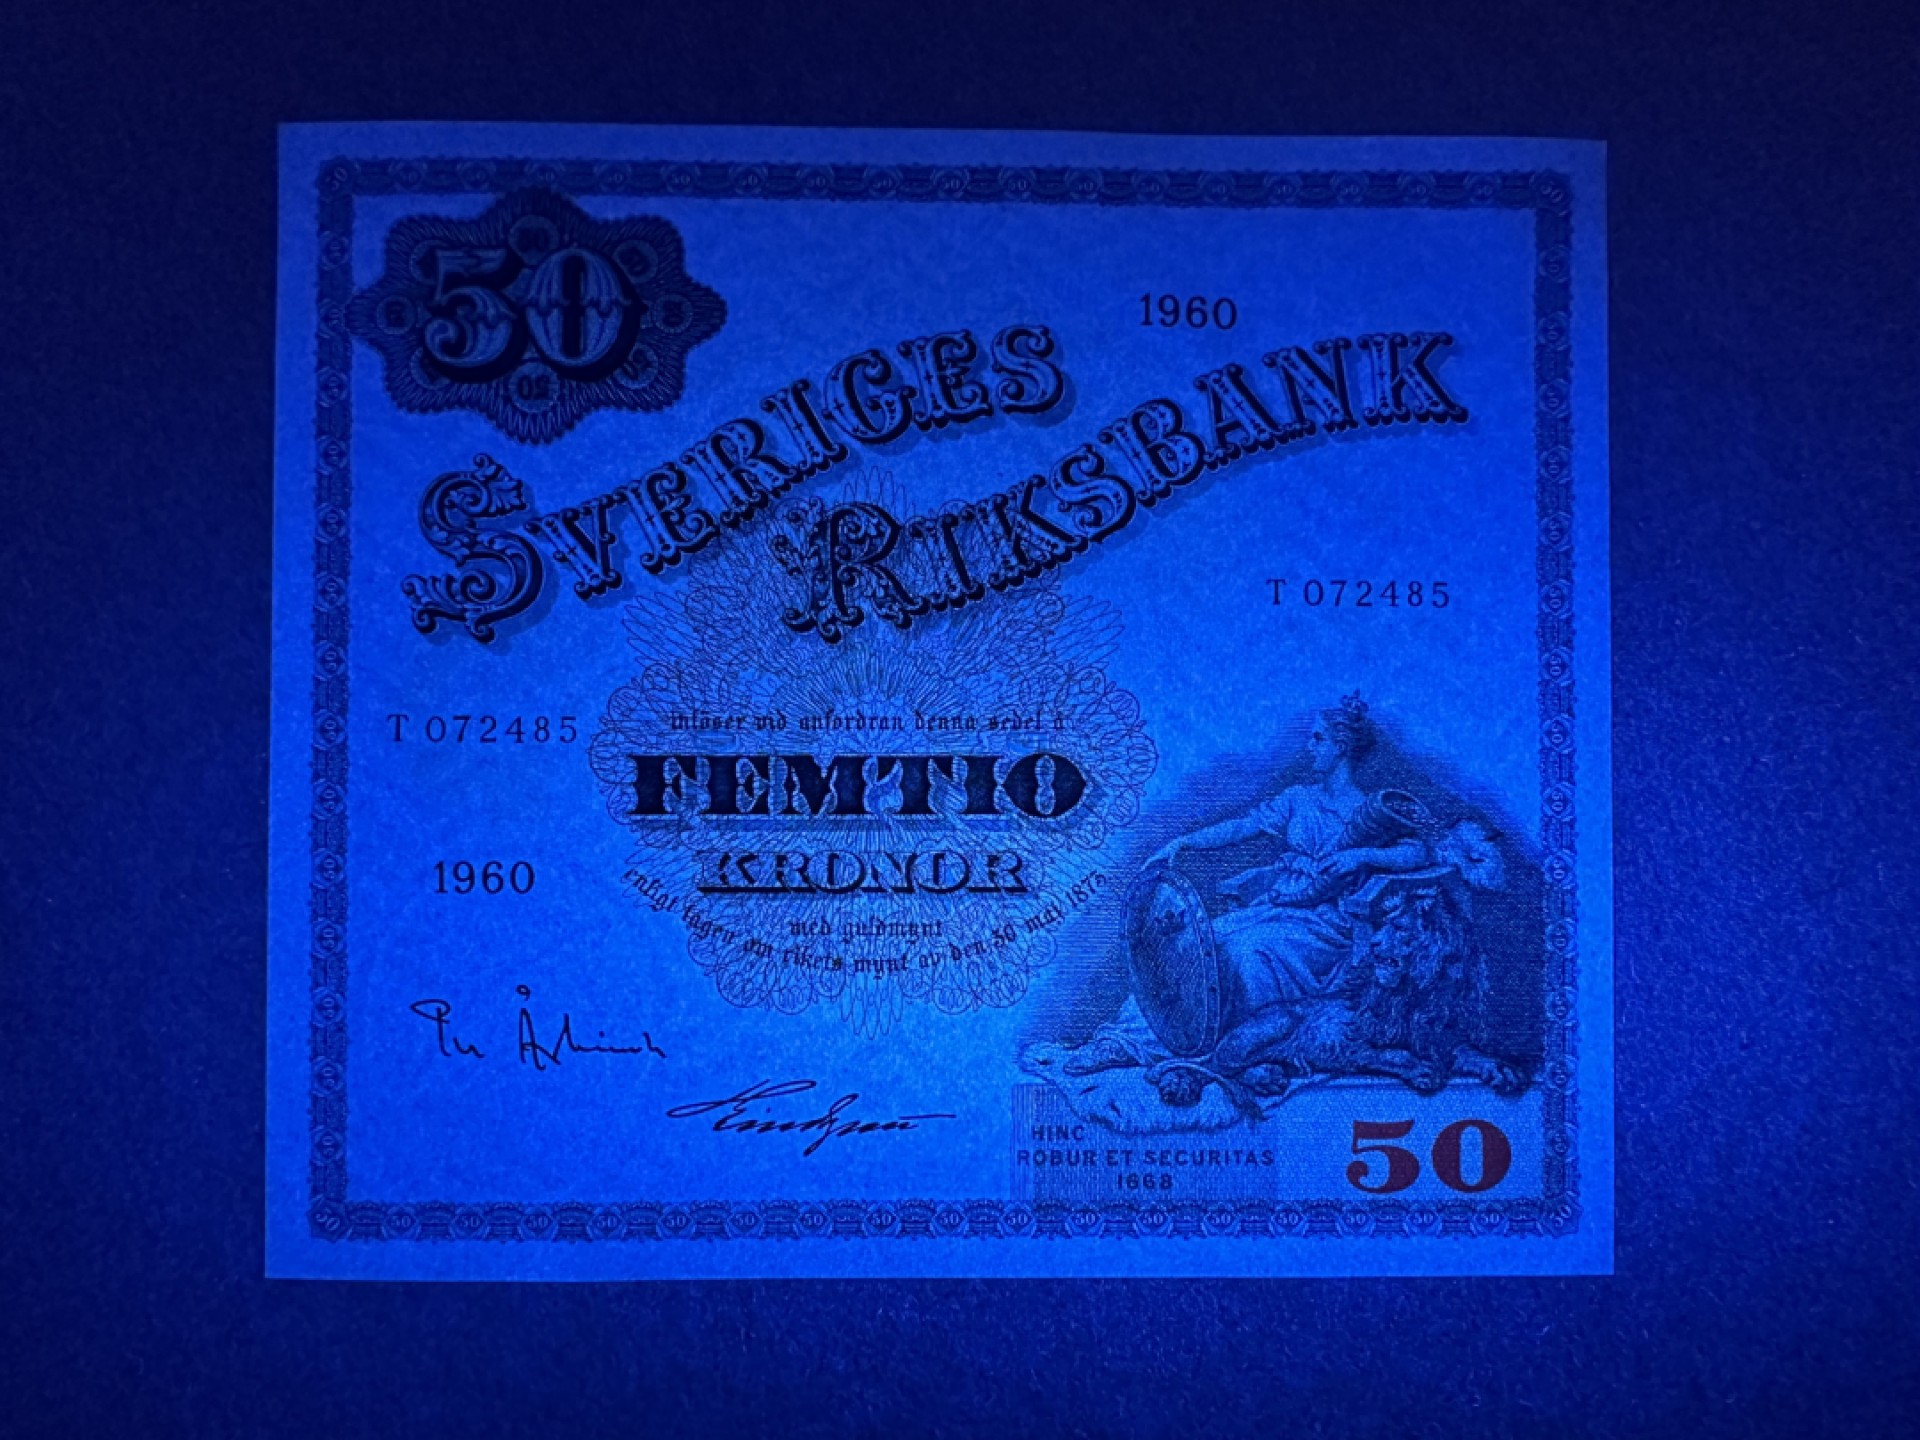 50
1960
SVERIGES
RIKSBANK
T 072485
T 072485
inlöser vid anfordran denna sedel å
FEMTIO
KRONOR
1960
med guldmynt
enligt lagen om rikets mynt av den 30 maj 1873
HINC
ROBUR ET SECURITAS
1668
50